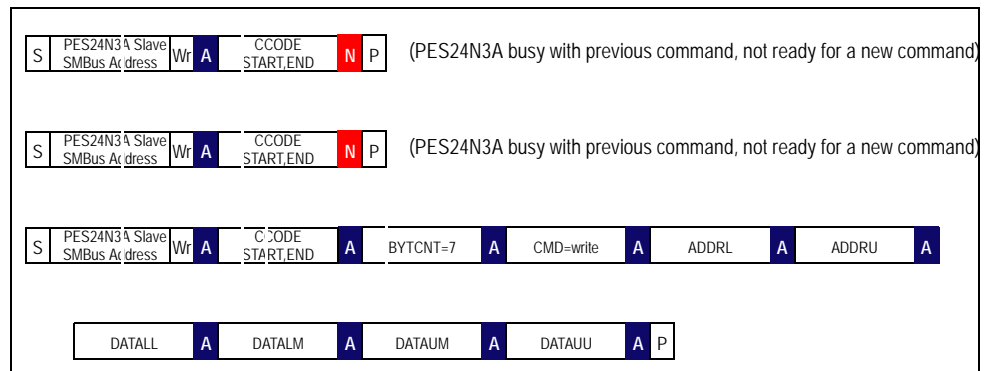 S PES24N3A Slave SMBus Address Wr A CCODE START,END N P (PES24N3A busy with previous command, not ready for a new command)
S PES24N3A Slave SMBus Address Wr A CCODE START,END N P (PES24N3A busy with previous command, not ready for a new command)
S PES24N3A Slave SMBus Address Wr A CCODE START,END A BYTCNT=7 A CMD=write A ADDRL A ADDRU A
DATALL A DATALM A DATAUM A DATAUU A P